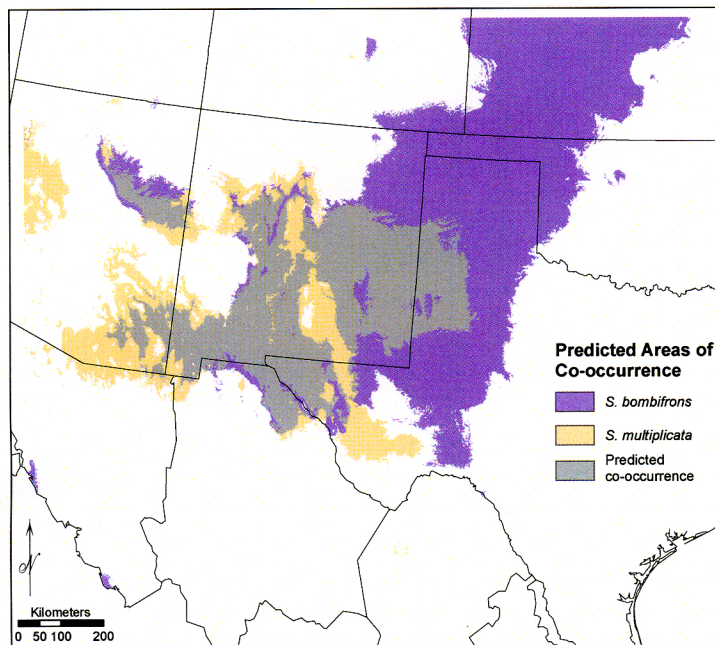 Predicted Areas of
Co-occurrence
S. bombifrons
S. multiplicata
Predicted
co-occurrence
N
Kilometers
0 50 100 200